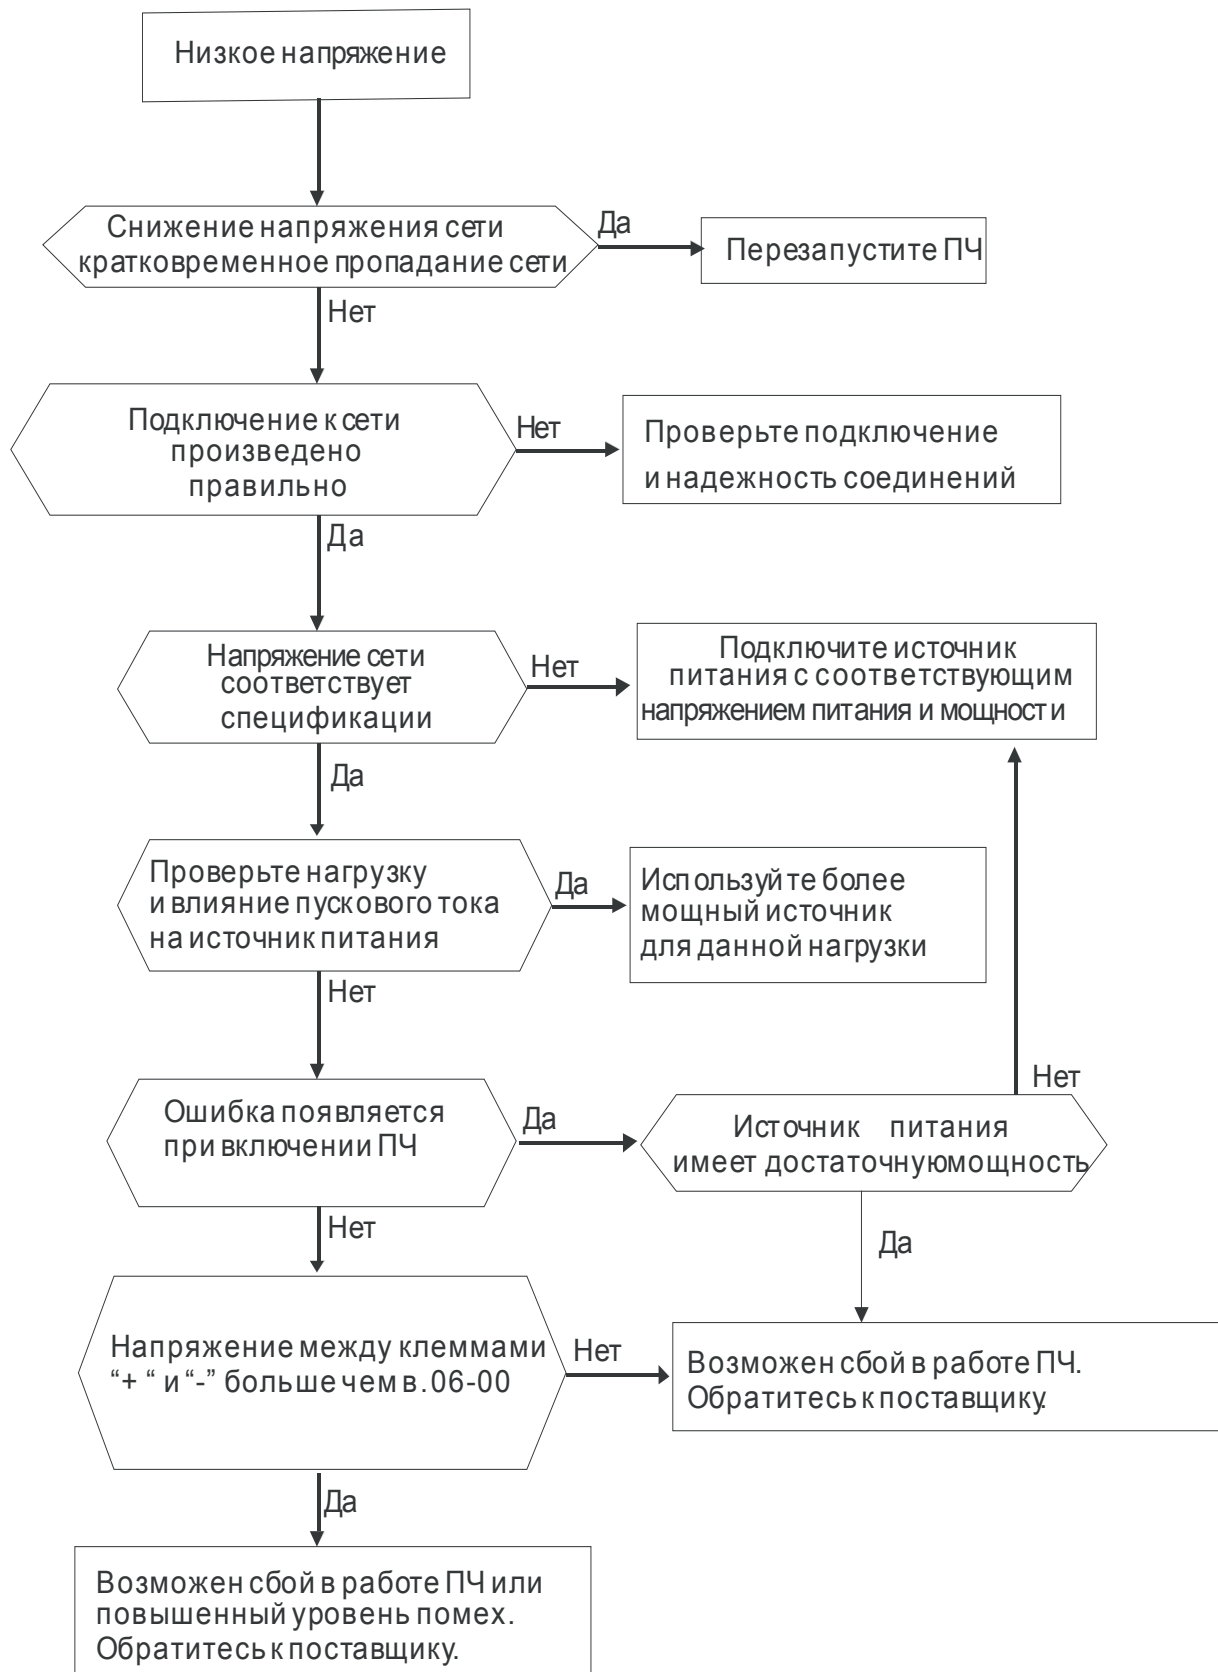 Низкое напряжение
Снижение напряжения сети
кратковременное пропадание сети
Да
Перезапустите ПЧ
Нет
Подключение к сети
произведено
правильно
Нет
Проверьте подключение
и надежность соединений
Да
Напряжение сети
соответствует
спецификации
Нет
Подключите источник
питания с соответствующим
напряжением питания и мощности
Да
Проверьте нагрузку
и влияние пускового тока
на источник питания
Да
Используйте более
мощный источник
для данной нагрузки
Нет
Ошибка появляется
при включении ПЧ
Да
Нет
Источник питания
имеет достаточнуюмощность
Нет
Да
Напряжение между клеммами
“+ “ и “-” больше чем в.06-00
Нет
Возможен сбой в работе ПЧ.
Обратитесь к поставщику.
Да
Возможен сбой в работе ПЧ или
повышенный уровень помех.
Обратитесь к поставщику.